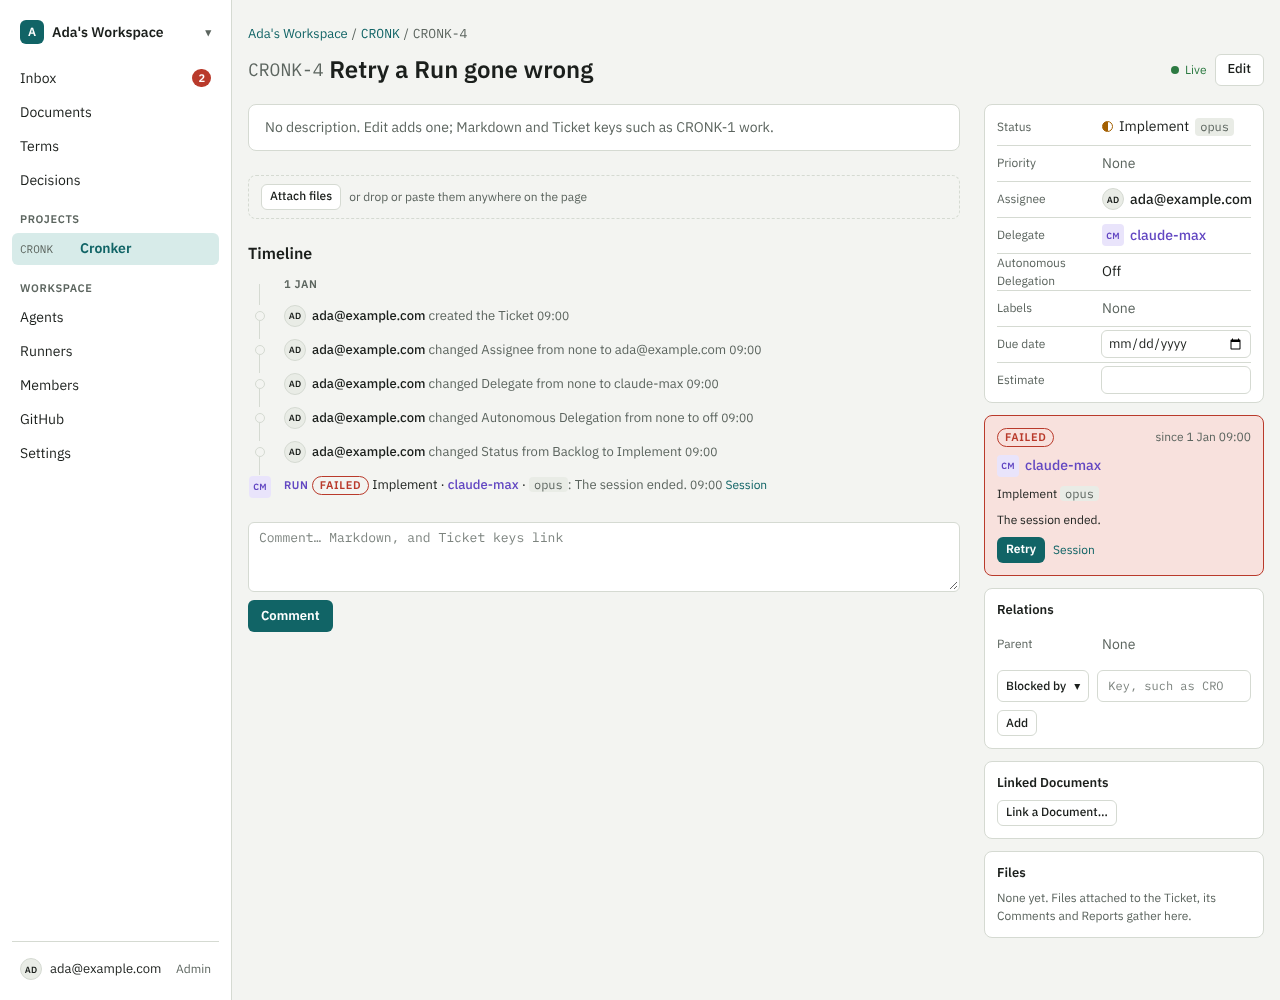 A Ada's Workspace ▾
Inbox 2
Documents
Terms
Decisions
PROJECTS
CRONK Cronker
WORKSPACE
Agents
Runners
Members
GitHub
Settings
AD ada@example.com Admin
Ada's Workspace / CRONK / CRONK-4
CRONK-4 Retry a Run gone wrong
Live Edit
No description. Edit adds one; Markdown and Ticket keys such as CRONK-1 work.
Attach files or drop or paste them anywhere on the page
Timeline
1 JAN
AD ada@example.com created the Ticket 09:00
AD ada@example.com changed Assignee from none to ada@example.com 09:00
AD ada@example.com changed Delegate from none to claude-max 09:00
AD ada@example.com changed Autonomous Delegation from none to off 09:00
AD ada@example.com changed Status from Backlog to Implement 09:00
CM RUN FAILED Implement · claude-max · opus: The session ended. 09:00 Session
Comment… Markdown, and Ticket keys link
Comment
Status Implement opus
Priority None
Assignee AD ada@example.com
Delegate CM claude-max
Autonomous
Delegation Off
Labels None
Due date mm/dd/yyyy
Estimate
FAILED since 1 Jan 09:00
CM claude-max
Implement opus
The session ended.
Retry Session
Relations
Parent None
Blocked by ▾ Key, such as CRO
Add
Linked Documents
Link a Document…
Files
None yet. Files attached to the Ticket, its
Comments and Reports gather here.